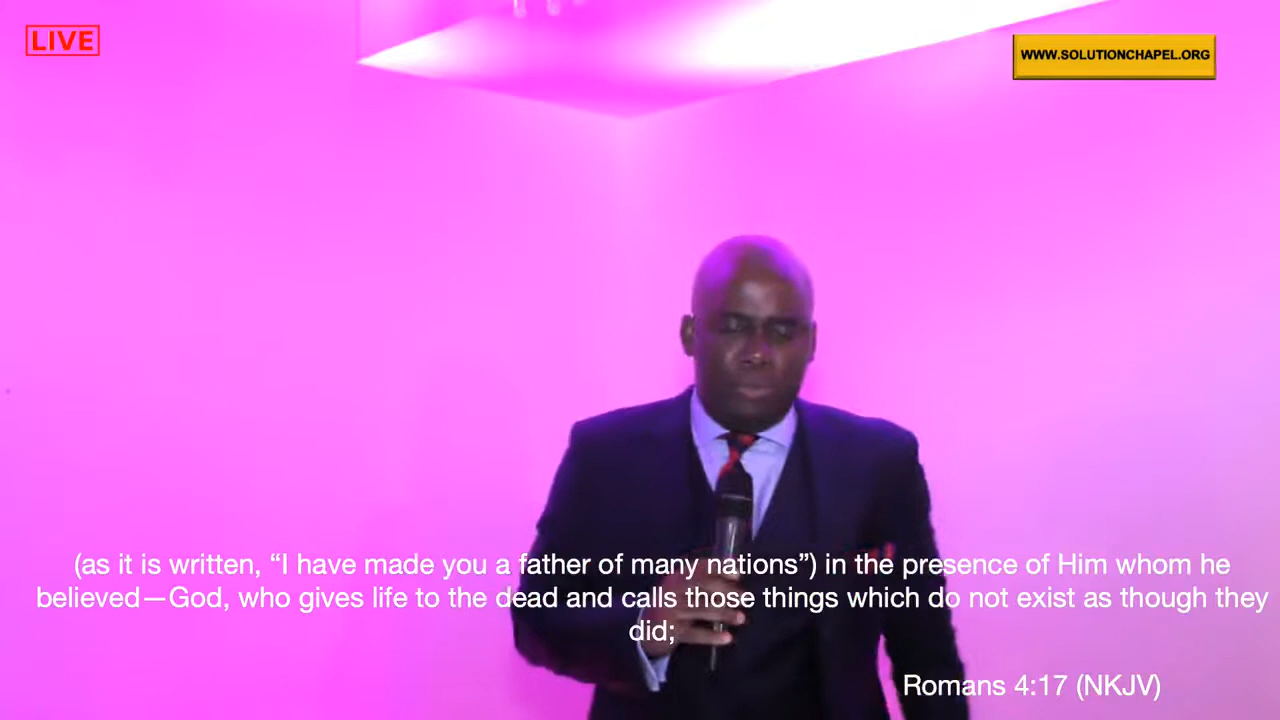 LIVE
WWW.SOLUTIONCHAPEL.ORG
(as it is written, “I have made you a father of many nations”) in the presence of Him whom he
believed—God, who gives life to the dead and calls those things which do not exist as though they
did;
Romans 4:17 (NKJV)